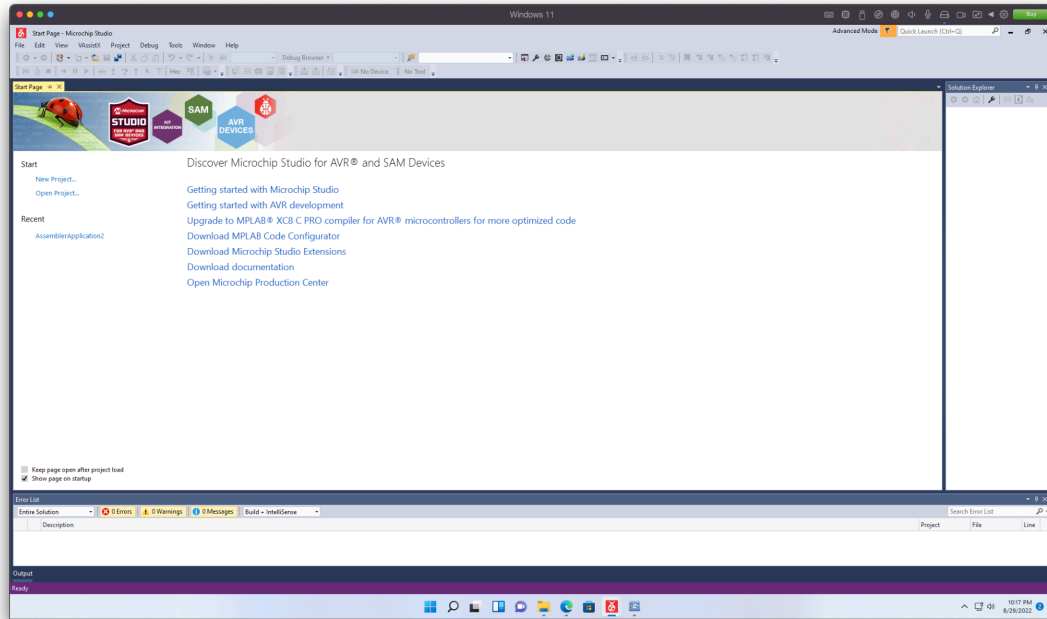 Windows 11
Buy
Start Page - Microchip Studio
Advanced Mode
Quick Launch (Ctrl+Q)
File Edit View VAssistX Project Debug Tools Window Help
Debug Browser
Hex
No Device
No Tool
Start Page
Solution Explorer
MICROCHIP
STUDIO
FOR AVR® AND
SAM DEVICES
KIT
INTEGRATION
SAM
AVR
DEVICES
Start
New Project...
Open Project...
Recent
AssemblerApplication2
Discover Microchip Studio for AVR® and SAM Devices
Getting started with Microchip Studio
Getting started with AVR development
Upgrade to MPLAB® XC8 C PRO compiler for AVR® microcontrollers for more optimized code
Download MPLAB Code Configurator
Download Microchip Studio Extensions
Download documentation
Open Microchip Production Center
Keep page open after project load
Show page on startup
Error List
Entire Solution
0 Errors
0 Warnings
0 Messages
Build + IntelliSense
Search Error List
Description Project File Line
Output
Ready
10:17 PM
8/29/2022